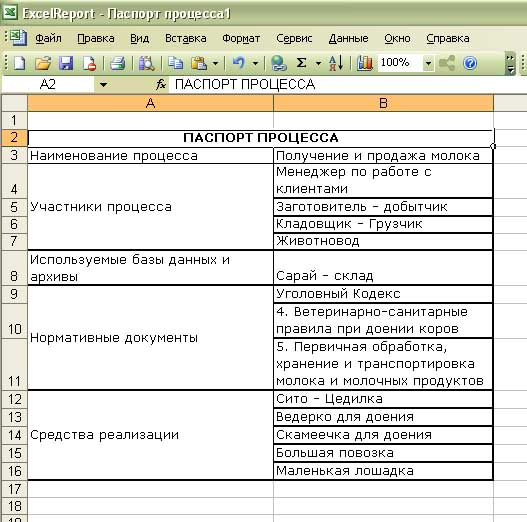 ExcelReport - Паспорт процесса1
Файл Правка Вид Вставка Формат Сервис Данные Окно Справка
100%
A2 fx ПАСПОРТ ПРОЦЕССА
A B
1
2 ПАСПОРТ ПРОЦЕССА
3 Наименование процесса Получение и продажа молока
4 Менеджер по работе с
клиентами
Участники процесса
5 Заготовитель - добытчик
6 Кладовщик - Грузчик
7 Животновод
Используемые базы данных и
8 архивы Сарай - склад
9 Уголовный Кодекс
10 4. Ветеринарно-санитарные
правила при доении коров
Нормативные документы
11 5. Первичная обработка,
хранение и транспортировка
молока и молочных продуктов
12 Сито - Цедилка
13 Ведерко для доения
Средства реализации
14 Скамеечка для доения
15 Большая повозка
16 Маленькая лошадка
17
18
19